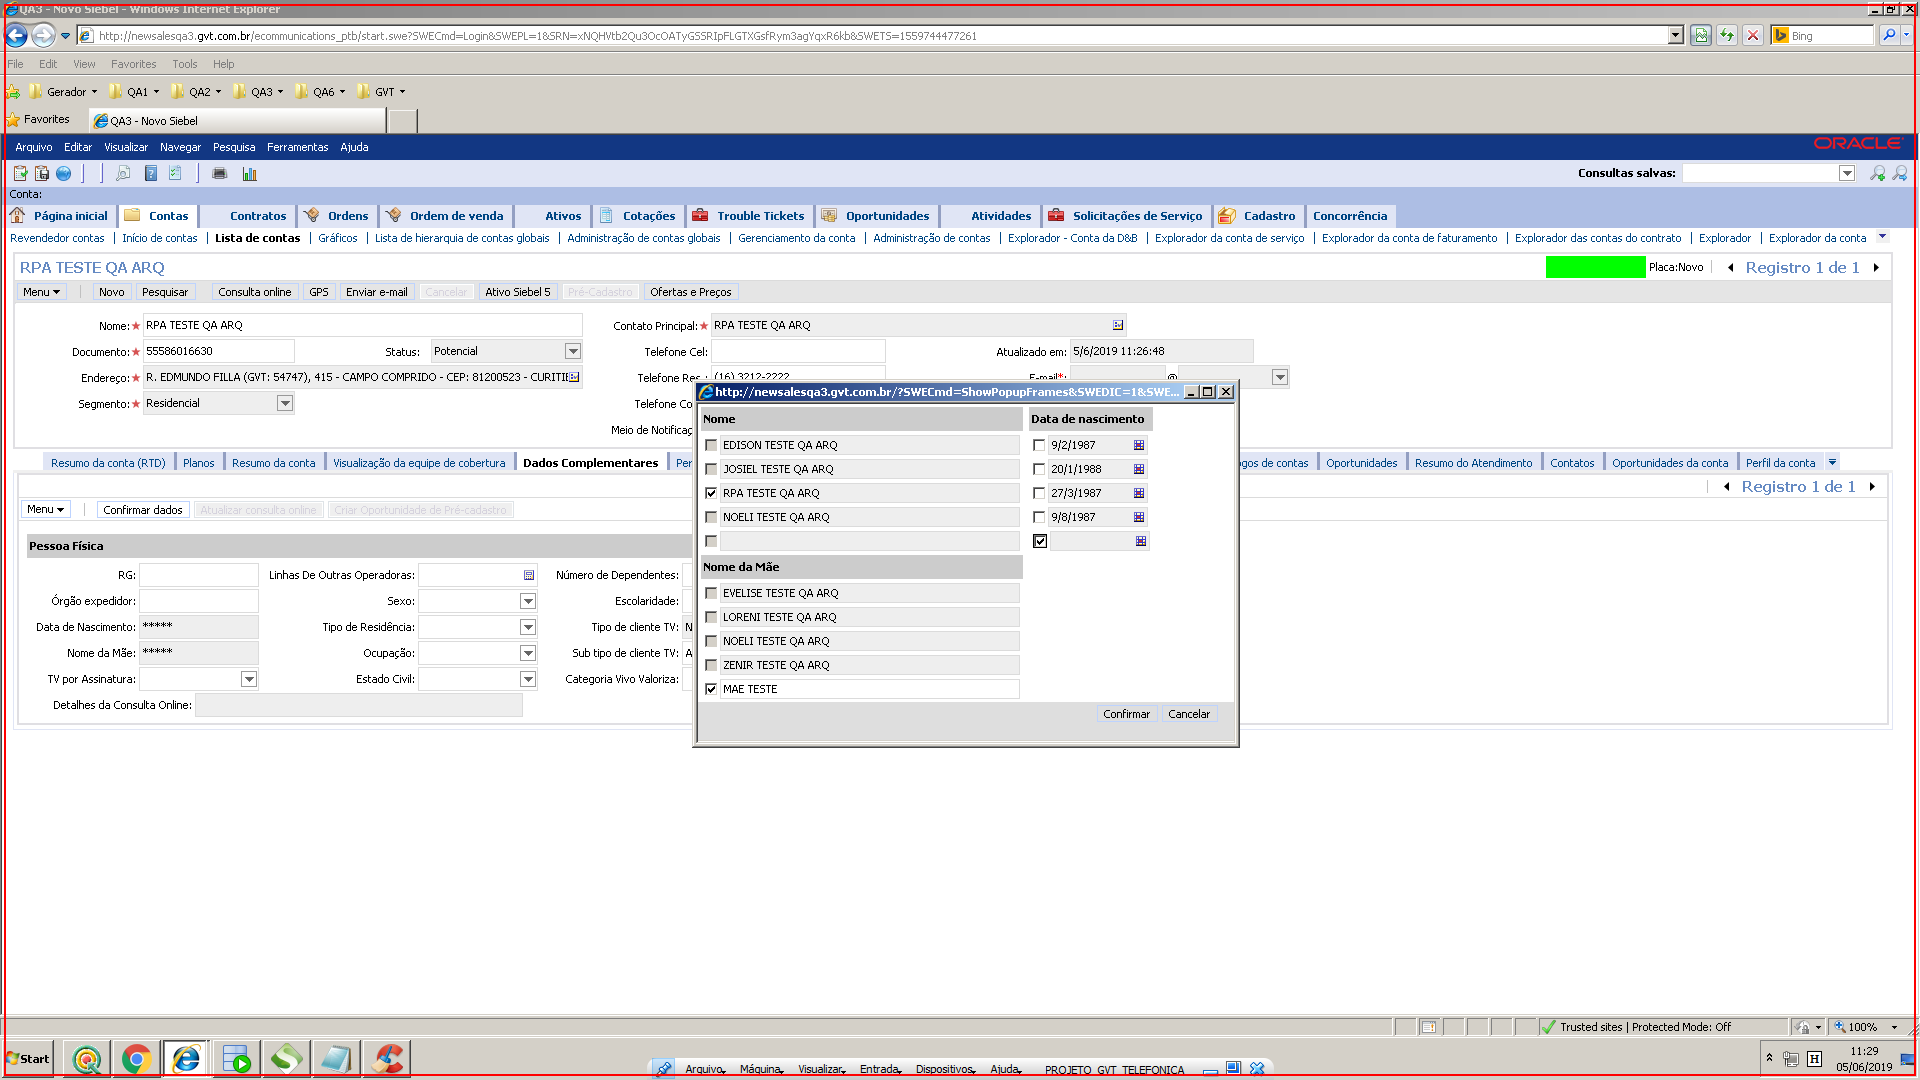 QA3 - Novo Siebel - Windows Internet Explorer
http://newsalesqa3.gvt.com.br/ecommunications_ptb/start.swe?SWECmd=Login&SWEPL=1&SRN=xNQHVtb2Qu3OcOATyGSSRIpFLGTXGsfRym3agYqxR6kb&SWETS=1559744477261
Bing
File Edit View Favorites Tools Help
Gerador QA1 QA2 QA3 QA6 GVT
Favorites QA3 - Novo Siebel
Arquivo Editar Visualizar Navegar Pesquisa Ferramentas Ajuda ORACLE
Consultas salvas:
Conta:
Página inicial Contas Contratos Ordens Ordem de venda Ativos Cotações Trouble Tickets Oportunidades Atividades Solicitações de Serviço Cadastro Concorrência
Revendedor contas Início de contas Lista de contas Gráficos Lista de hierarquia de contas globais Administração de contas globais Gerenciamento da conta Administração de contas Explorador - Conta da D&B Explorador da conta de serviço Explorador da conta de faturamento Explorador das contas do contrato Explorador Explorador da conta
RPA TESTE QA ARQ Placa:Novo Registro 1 de 1
Menu Novo Pesquisar Consulta online GPS Enviar e-mail Cancelar Ativo Siebel 5 Pré-Cadastro Ofertas e Preços
Nome:* RPA TESTE QA ARQ Contato Principal:* RPA TESTE QA ARQ
Documento:* 55586016630 Status: Potencial Telefone Cel: Atualizado em: 5/6/2019 11:26:48
Endereço:* R. EDMUNDO FILLA (GVT: 54747), 415 - CAMPO COMPRIDO - CEP: 81200523 - CURITI Telefone Res.: (16) 3212-2222 E-mail*: @
Segmento:* Residencial Telefone Co
Meio de Notificaç
http://newsalesqa3.gvt.com.br/?SWECmd=ShowPopupFrames&SWEDIC=1&SWE...
Nome Data de nascimento
EDISON TESTE QA ARQ 9/2/1987
JOSIEL TESTE QA ARQ 20/1/1988
RPA TESTE QA ARQ 27/3/1987
NOELI TESTE QA ARQ 9/8/1987
Nome da Mãe
EVELISE TESTE QA ARQ
LORENI TESTE QA ARQ
NOELI TESTE QA ARQ
ZENIR TESTE QA ARQ
MAE TESTE
Confirmar Cancelar
Resumo da conta (RTD) Planos Resumo da conta Visualização da equipe de cobertura Dados Complementares Per gos de contas Oportunidades Resumo do Atendimento Contatos Oportunidades da conta Perfil da conta
Registro 1 de 1
Menu Confirmar dados Atualizar consulta online Criar Oportunidade de Pré-cadastro
Pessoa Física
RG: Linhas De Outras Operadoras: Número de Dependentes:
Órgão expedidor: Sexo: Escolaridade:
Data de Nascimento: ***** Tipo de Residência: Tipo de cliente TV: N
Nome da Mãe: ***** Ocupação: Sub tipo de cliente TV: A
TV por Assinatura: Estado Civil: Categoria Vivo Valoriza:
Detalhes da Consulta Online:
Trusted sites | Protected Mode: Off 100%
Start
Arquivo Máquina Visualizar Entrada Dispositivos Ajuda PROJETO_GVT_TELEFONICA
H 11:29
05/06/2019